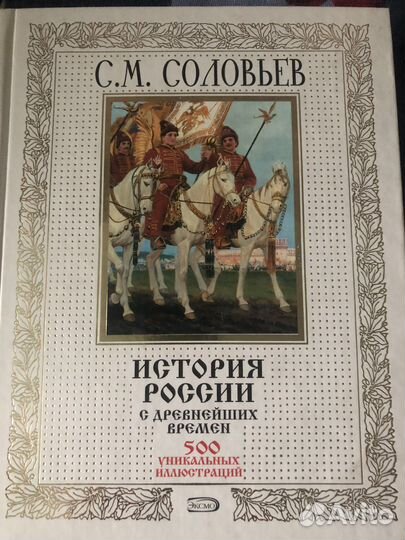 С.М. СОЛОВЬЕВ
ИСТОРИЯ
РОССИИ
С ДРЕВНЕЙШИХ
ВРЕМЕН
500
УНИКАЛЬНЫХ
ИЛЛЮСТРАЦИЙ
ЭКСМО
Avito